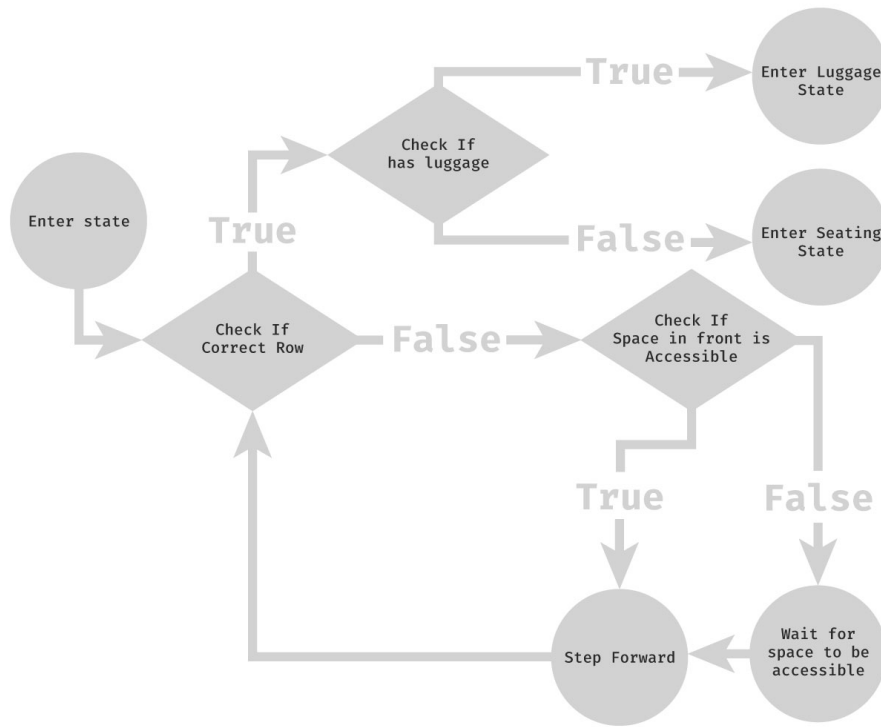 True
Enter Luggage
State
Check If
has luggage
Enter state
True
False
Enter Seating
State
Check If
Correct Row
False
Check If
Space in front is
Accessible
True
False
Step Forward
Wait for
space to be
accessible